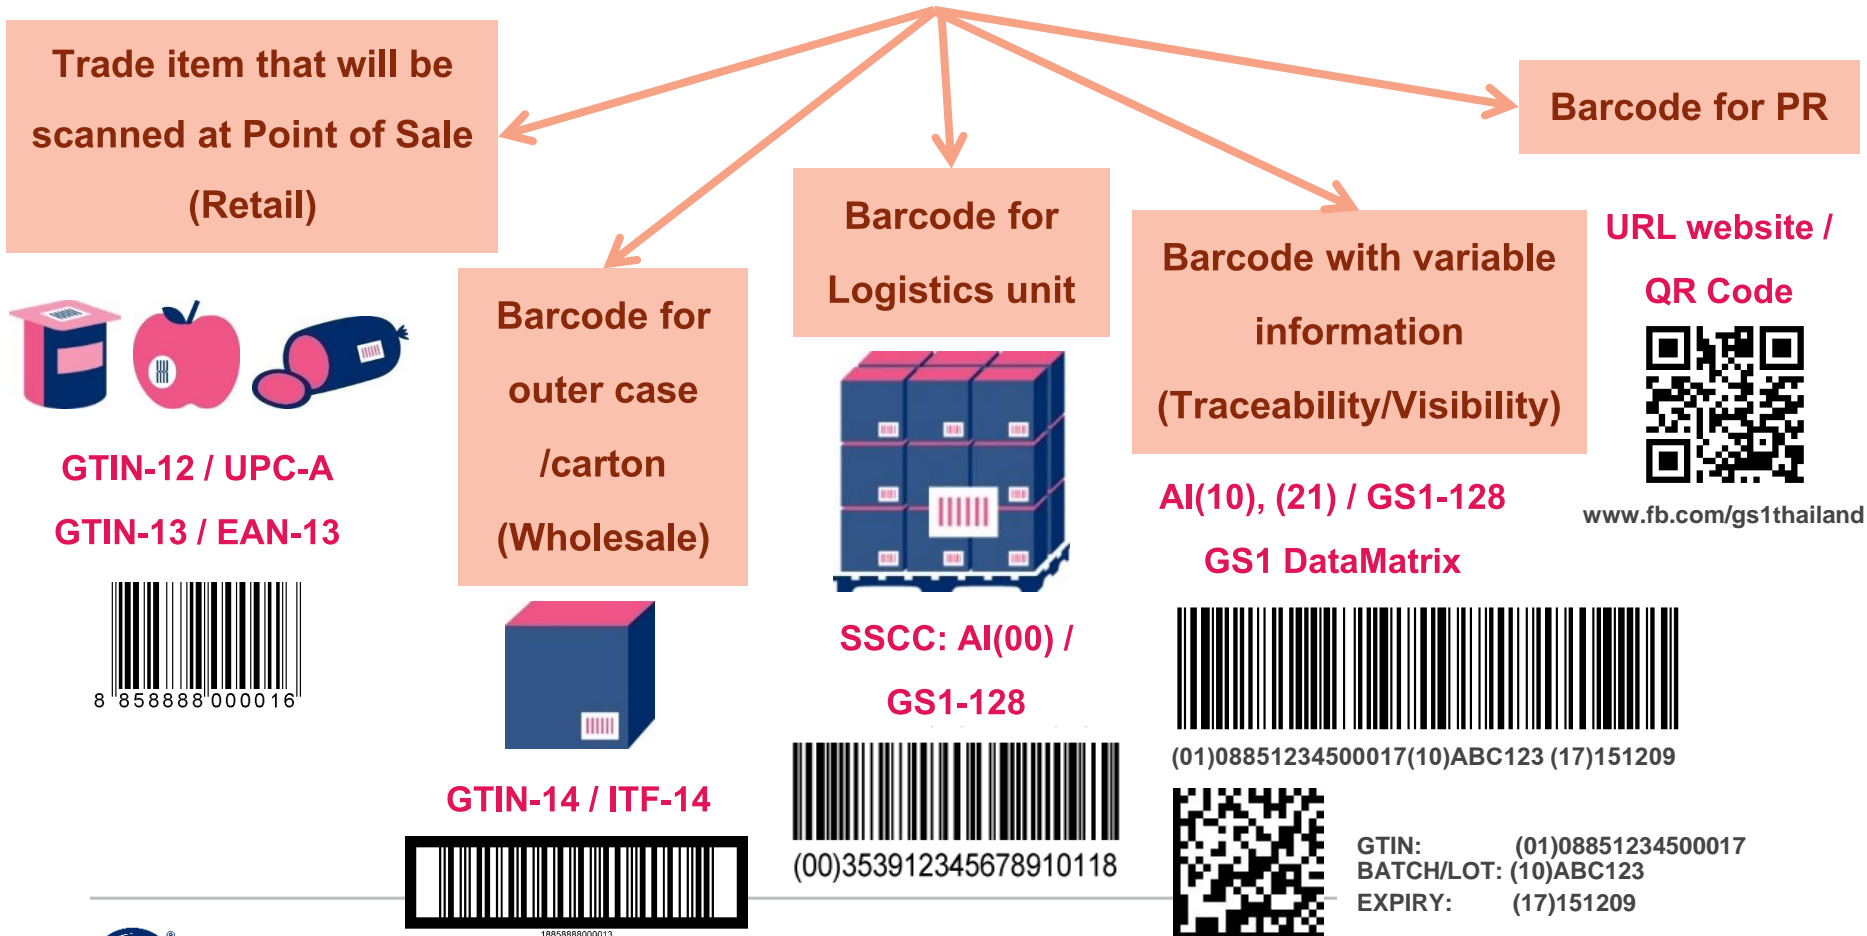 Trade item that will be
scanned at Point of Sale
(Retail)
GTIN-12 / UPC-A
GTIN-13 / EAN-13
8 858888 000016
Barcode for
outer case
/carton
(Wholesale)
GTIN-14 / ITF-14
18858888000013
Barcode for
Logistics unit
SSCC: AI(00) /
GS1-128
(00)353912345678910118
Barcode with variable
information
(Traceability/Visibility)
AI(10), (21) / GS1-128
GS1 DataMatrix
(01)08851234500017(10)ABC123 (17)151209
GTIN: (01)08851234500017
BATCH/LOT: (10)ABC123
EXPIRY: (17)151209
Barcode for PR
URL website /
QR Code
www.fb.com/gs1thailand
®